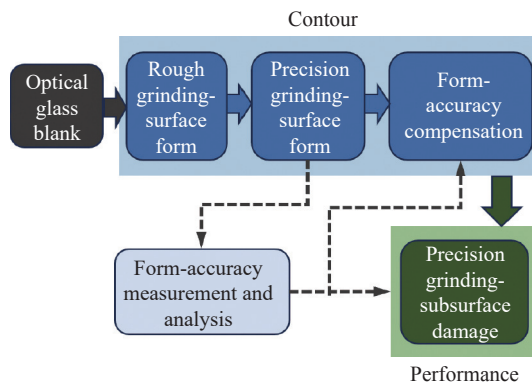 Contour
Optical
glass
blank
Rough
grinding-
surface
form
Precision
grinding-
surface
form
Form-
accuracy
compensation
Form-accuracy
measurement and
analysis
Precision
grinding-
subsurface
damage
Performance